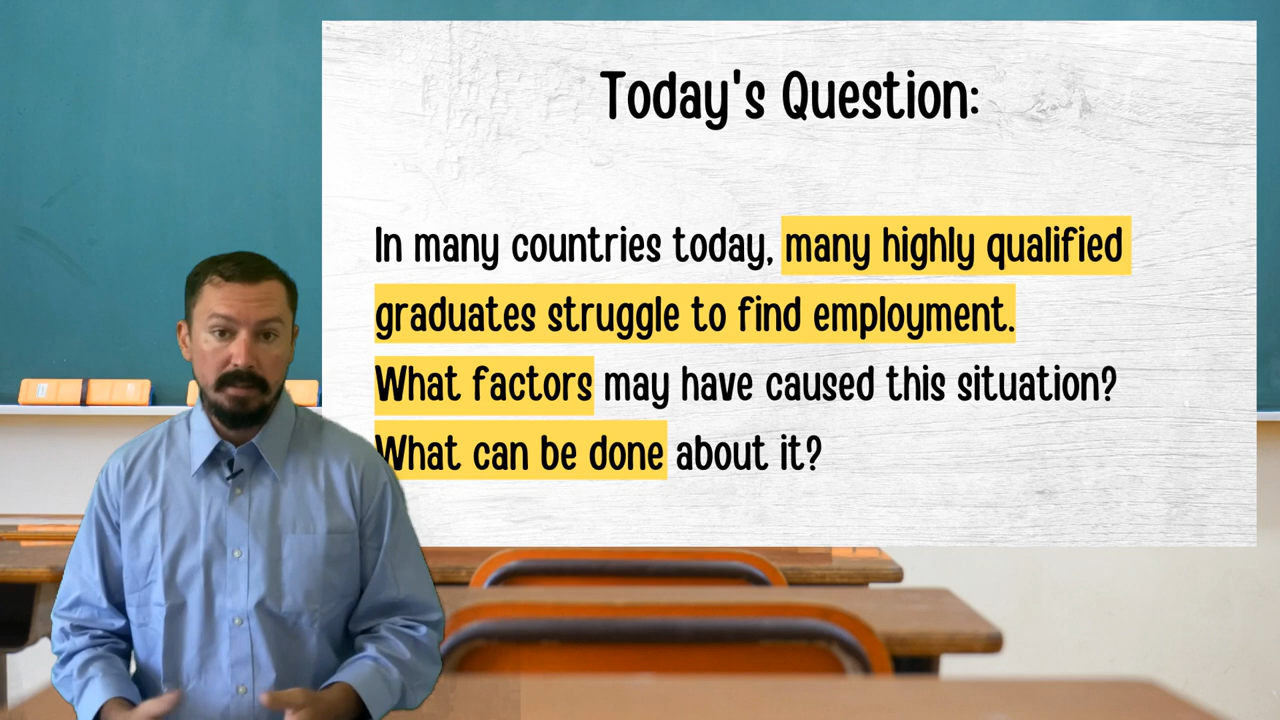 Today's Question:
In many countries today, many highly qualified
graduates struggle to find employment.
What factors may have caused this situation?
What can be done about it?